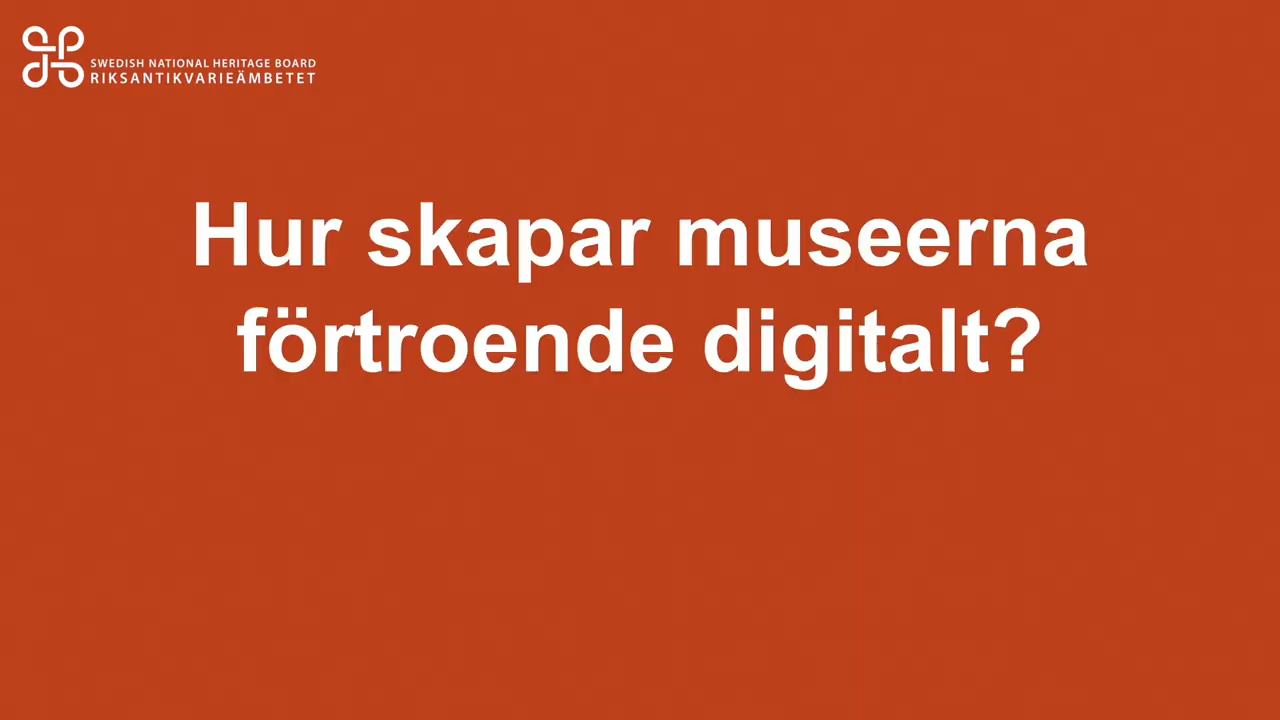 SWEDISH NATIONAL HERITAGE BOARD
RIKSANTIKVARIEÄMBETET
Hur skapar museerna
förtroende digitalt?